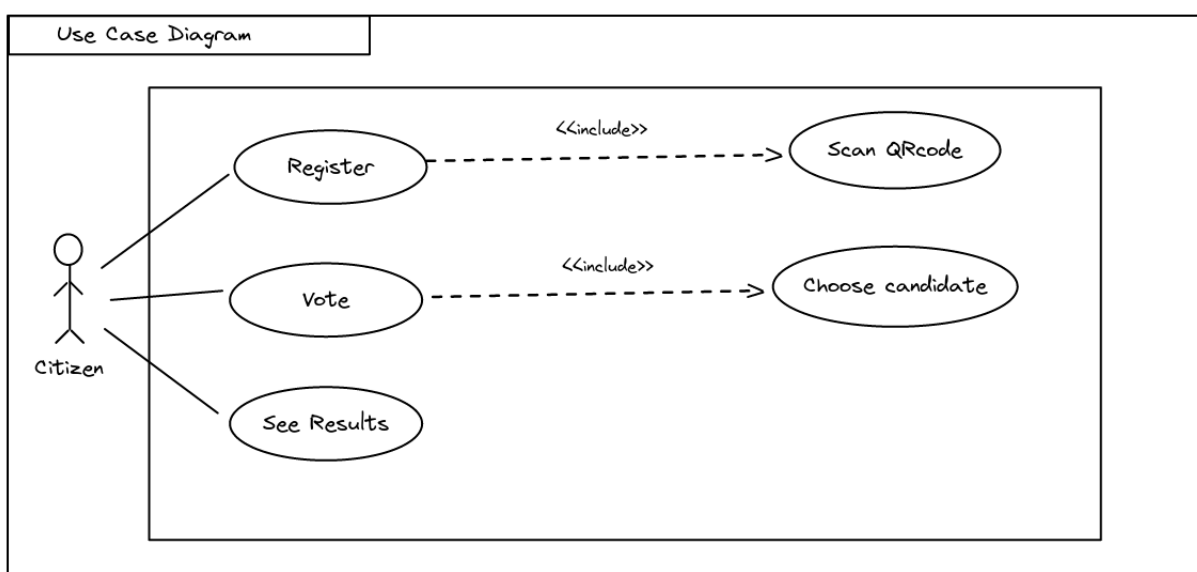 Use Case Diagram
<<include>>
Register
Scan QRcode
<<include>>
Vote
Choose candidate
Citizen
See Results